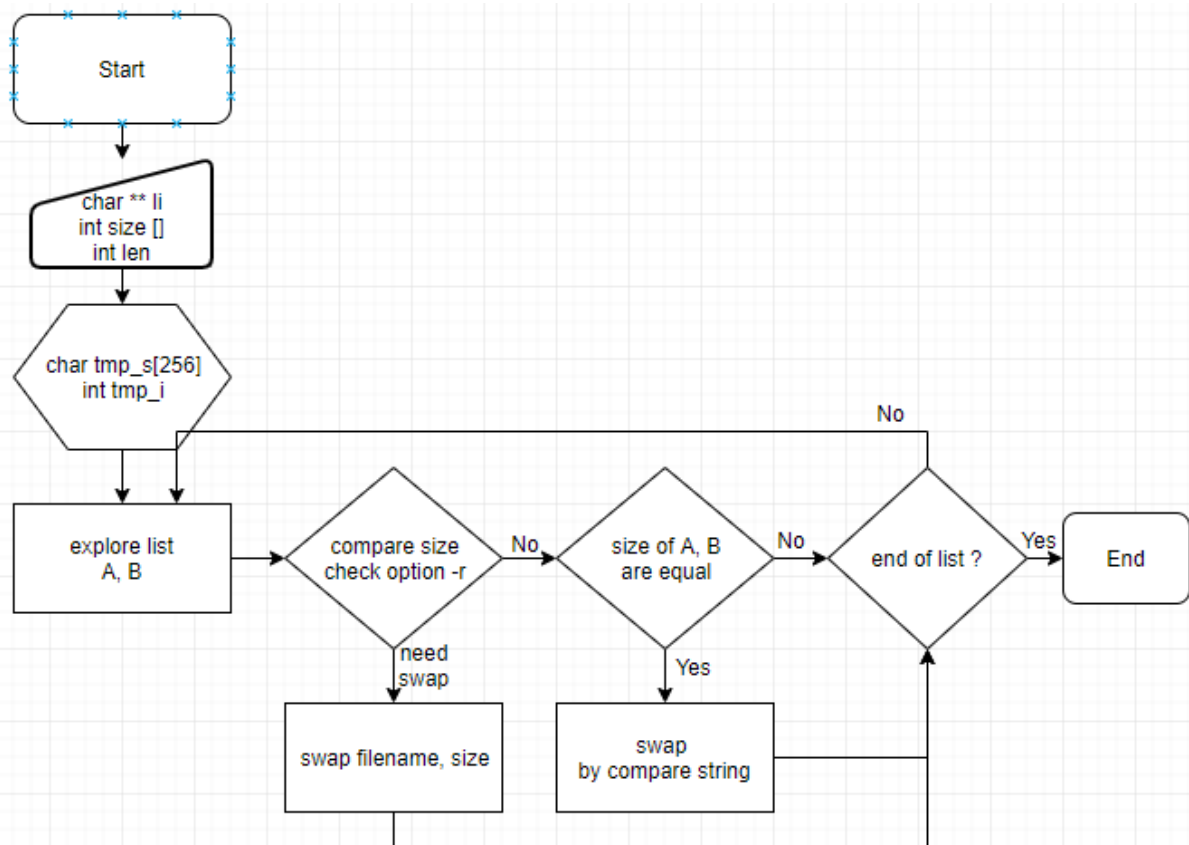 Start
char ** li
int size []
int len
char tmp_s[256]
int tmp_i
No
explore list
A, B
compare size
check option -r
No
size of A, B
are equal
No
end of list ?
Yes
End
need
swap
Yes
swap filename, size
swap
by compare string